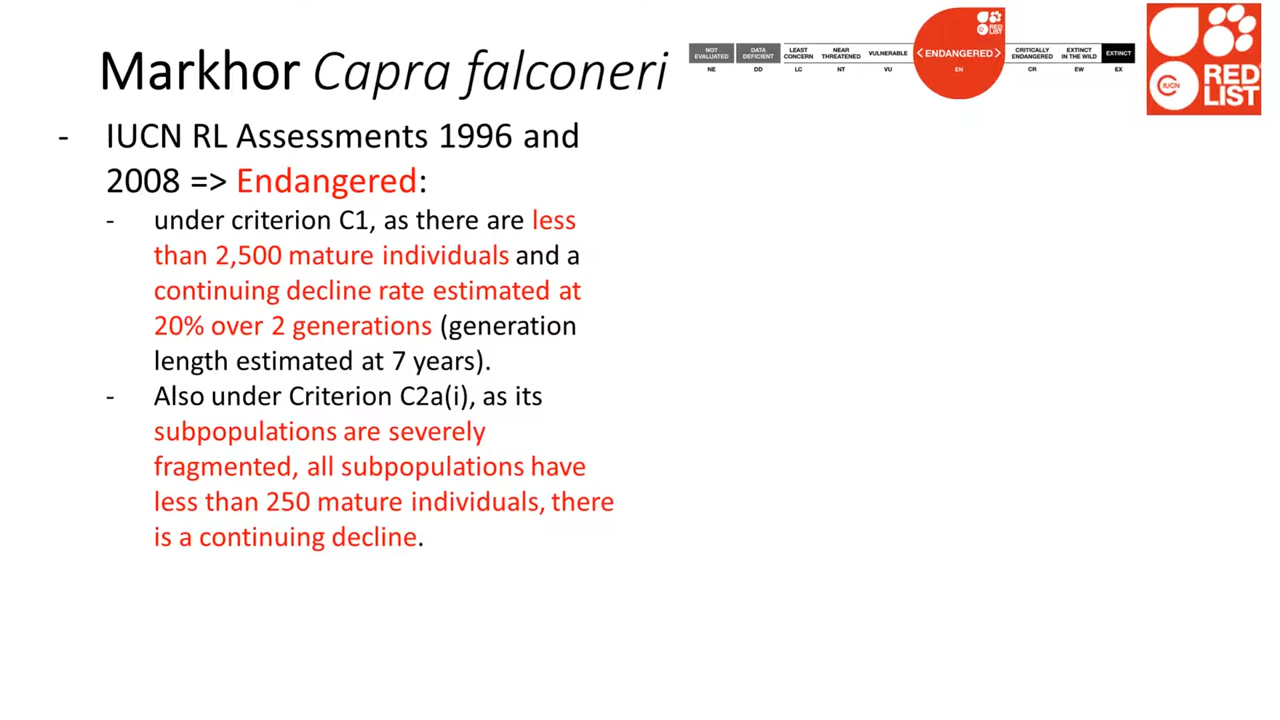 Markhor Capra falconeri
NOT EVALUATED
NE
DATA DEFICIENT
DD
LEAST CONCERN
LC
NEAR THREATENED
NT
VULNERABLE
VU
<ENDANGERED>
EN
CRITICALLY ENDANGERED
CR
EXTINCT IN THE WILD
EW
EXTINCT
EX
RED LIST
IUCN
RED
LIST
- IUCN RL Assessments 1996 and
2008 => Endangered:
- under criterion C1, as there are less
than 2,500 mature individuals and a
continuing decline rate estimated at
20% over 2 generations (generation
length estimated at 7 years).
- Also under Criterion C2a(i), as its
subpopulations are severely
fragmented, all subpopulations have
less than 250 mature individuals, there
is a continuing decline.